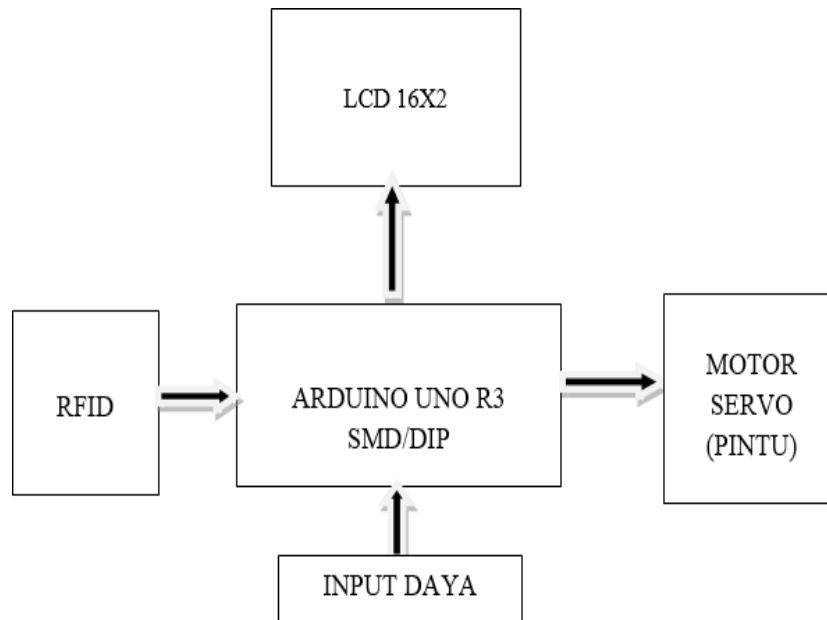 LCD 16X2
RFID
ARDUINO UNO R3
SMD/DIP
MOTOR
SERVO
(PINTU)
INPUT DAYA